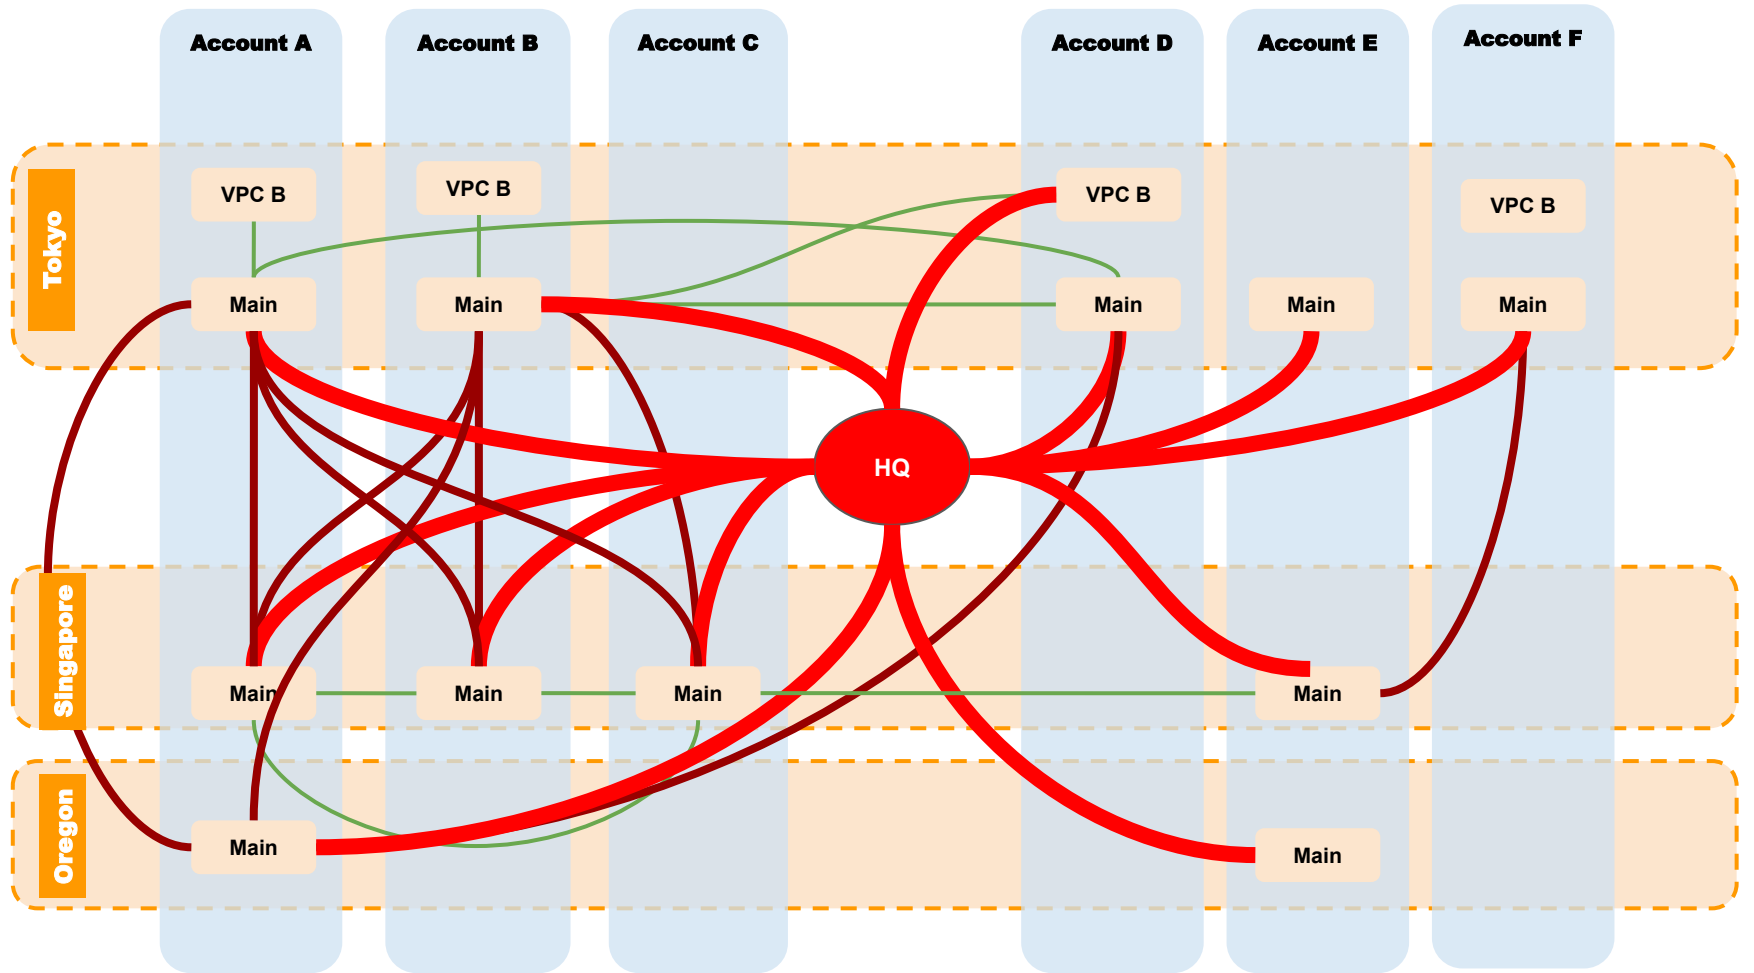 Account A
Account B
Account C
Account D
Account E
Account F
Tokyo
VPC B
VPC B
VPC B
VPC B
Main
Main
Main
Main
Main
HQ
Singapore
Main
Main
Main
Main
Oregon
Main
Main